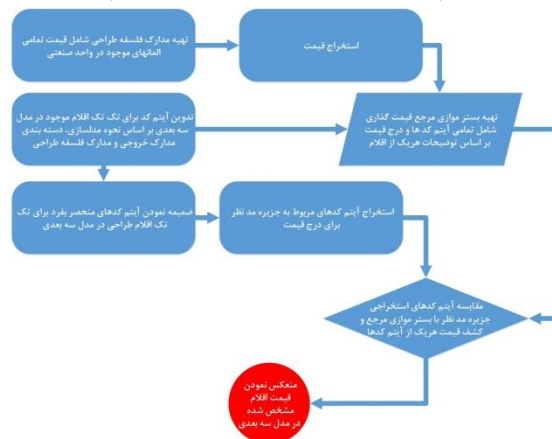 تهیه مدارک فلسفه طراحی شامل قیمت تمامی
المانهای موجود در واحد صنعتی
استخراج قیمت
تدوین آیتم کد برای تک تک اقلام موجود در مدل
سه بعدی بر اساس نحوه مدلسازی، دسته بندی
مدارک خروجی و مدارک فلسفه طراحی
تهیه بستر موازی مرجع قیمت گذاری
شامل تمامی آیتم کد ها و درج قیمت
بر اساس توضیحات هریک از اقلام
ضمیمه نمودن آیتم کدهای منحصر بفرد برای تک
تک اقلام طراحی در مدل سه بعدی
استخراج آیتم کدهای مربوط به جزیره مد نظر
برای درج قیمت
مقایسه آیتم کدهای استخراجی
جزیره مد نظر با بستر موازی مرجع و
کشف قیمت هریک از آیتم کدها
منعکس نمودن
قیمت اقلام
مشخص شده
در مدل سه بعدی